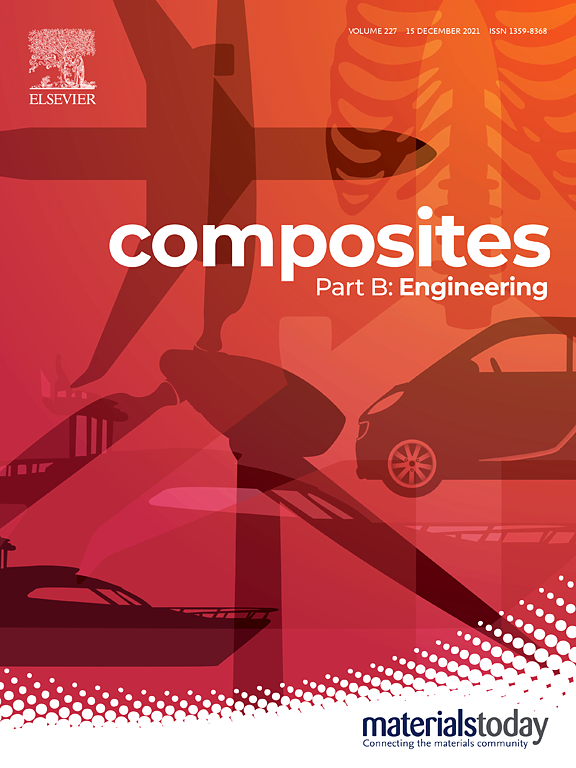 VOLUME 227 15 DECEMBER 2021 ISSN 1359-8368
ELSEVIER
composites
Part B: Engineering
materialstoday
Connecting the materials community